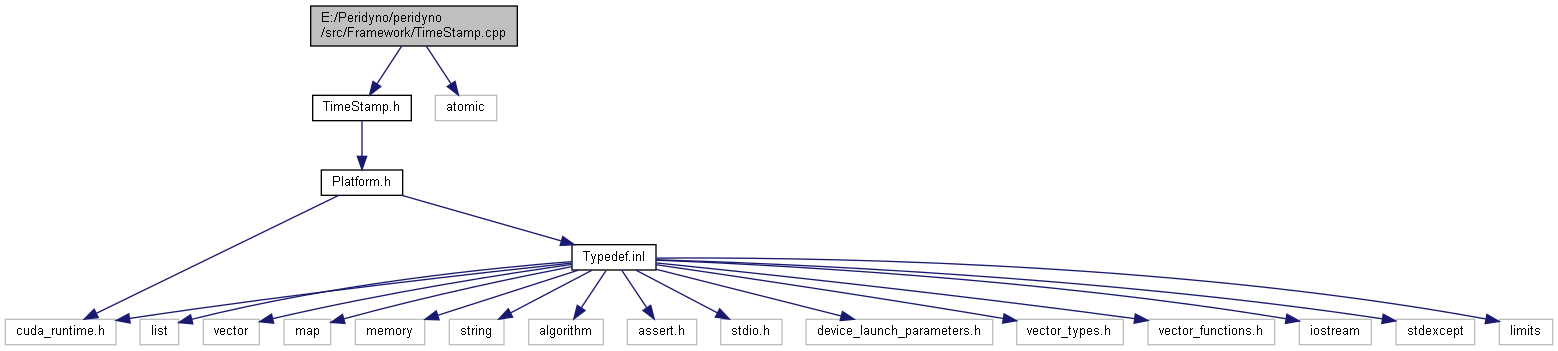 E:/Peridyno/peridyno
/src/Framework/TimeStamp.cpp
TimeStamp.h
atomic
Platform.h
Typedef.inl
cuda_runtime.h
list
vector
map
memory
string
algorithm
assert.h
stdio.h
device_launch_parameters.h
vector_types.h
vector_functions.h
iostream
stdexcept
limits